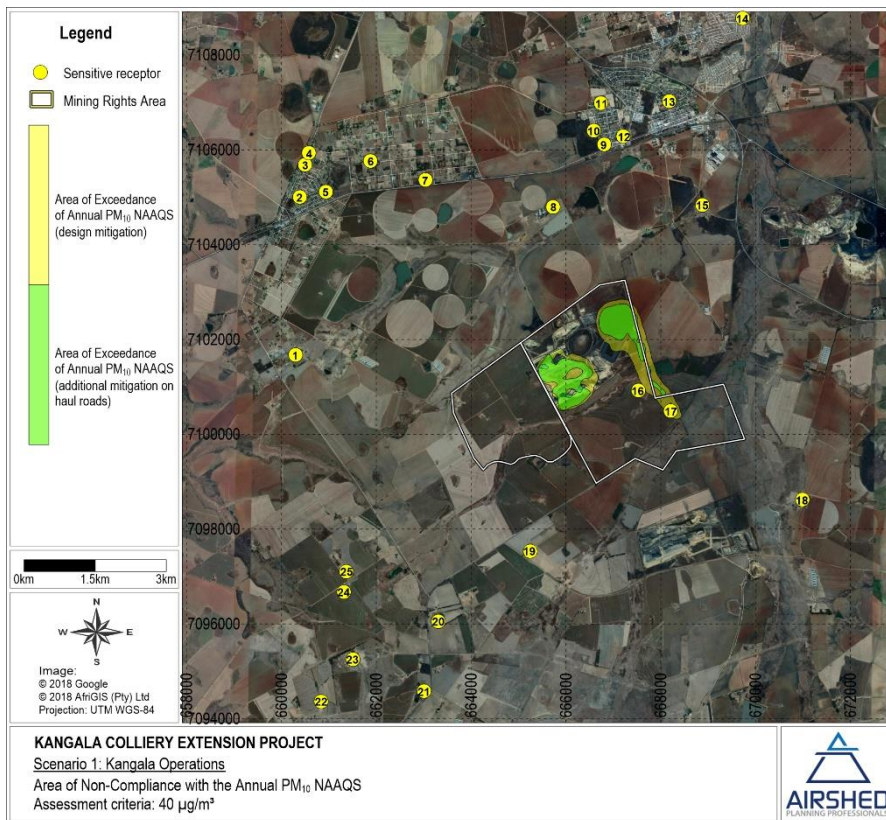 Legend
Sensitive receptor
Mining Rights Area
Area of Exceedance
of Annual PM₁₀ NAAQS
(design mitigation)
Area of Exceedance
of Annual PM₁₀ NAAQS
(additional mitigation on
haul roads)
0km 1.5km 3km
N
W E
S
Image:
© 2018 Google
© 2018 AfriGIS (Pty) Ltd
Projection: UTM WGS-84
14
7108000
11
13
10
12
9
7106000
4
3
6
7
5
2
8
15
7104000
7102000
1
16
17
7100000
18
7098000
19
25
24
20
7096000
23
21
22
7094000
658000
660000
662000
664000
666000
668000
670000
672000
KANGALA COLLIERY EXTENSION PROJECT
Scenario 1: Kangala Operations
Area of Non-Compliance with the Annual PM₁₀ NAAQS
Assessment criteria: 40 µg/m³
AIRSHED
PLANNING PROFESSIONALS